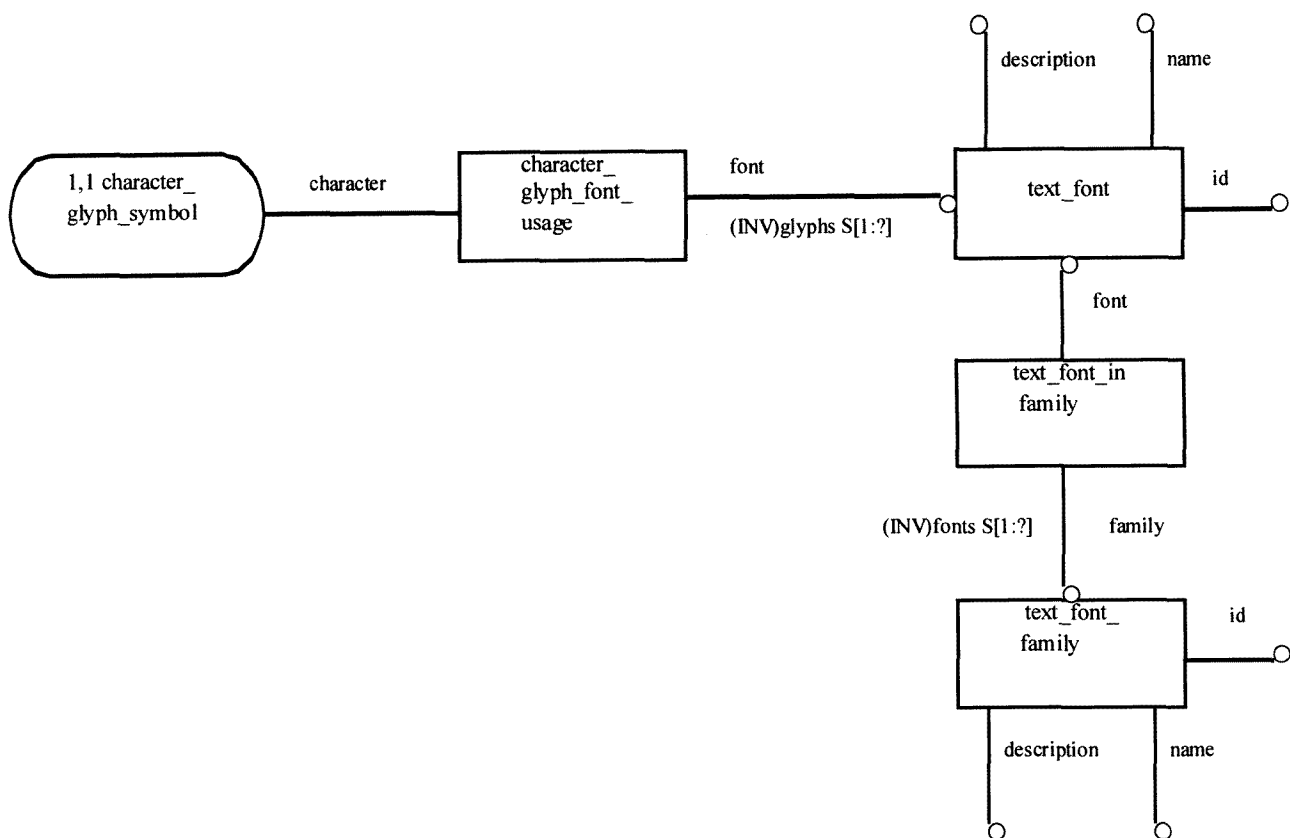 description
name
1,1 character_
glyph_symbol
character
character_
glyph_font_
usage
font
(INV)glyphs S[1:?]
text_font
id
font
text_font_in
family
(INV)fonts S[1:?]
family
text_font_
family
id
description
name